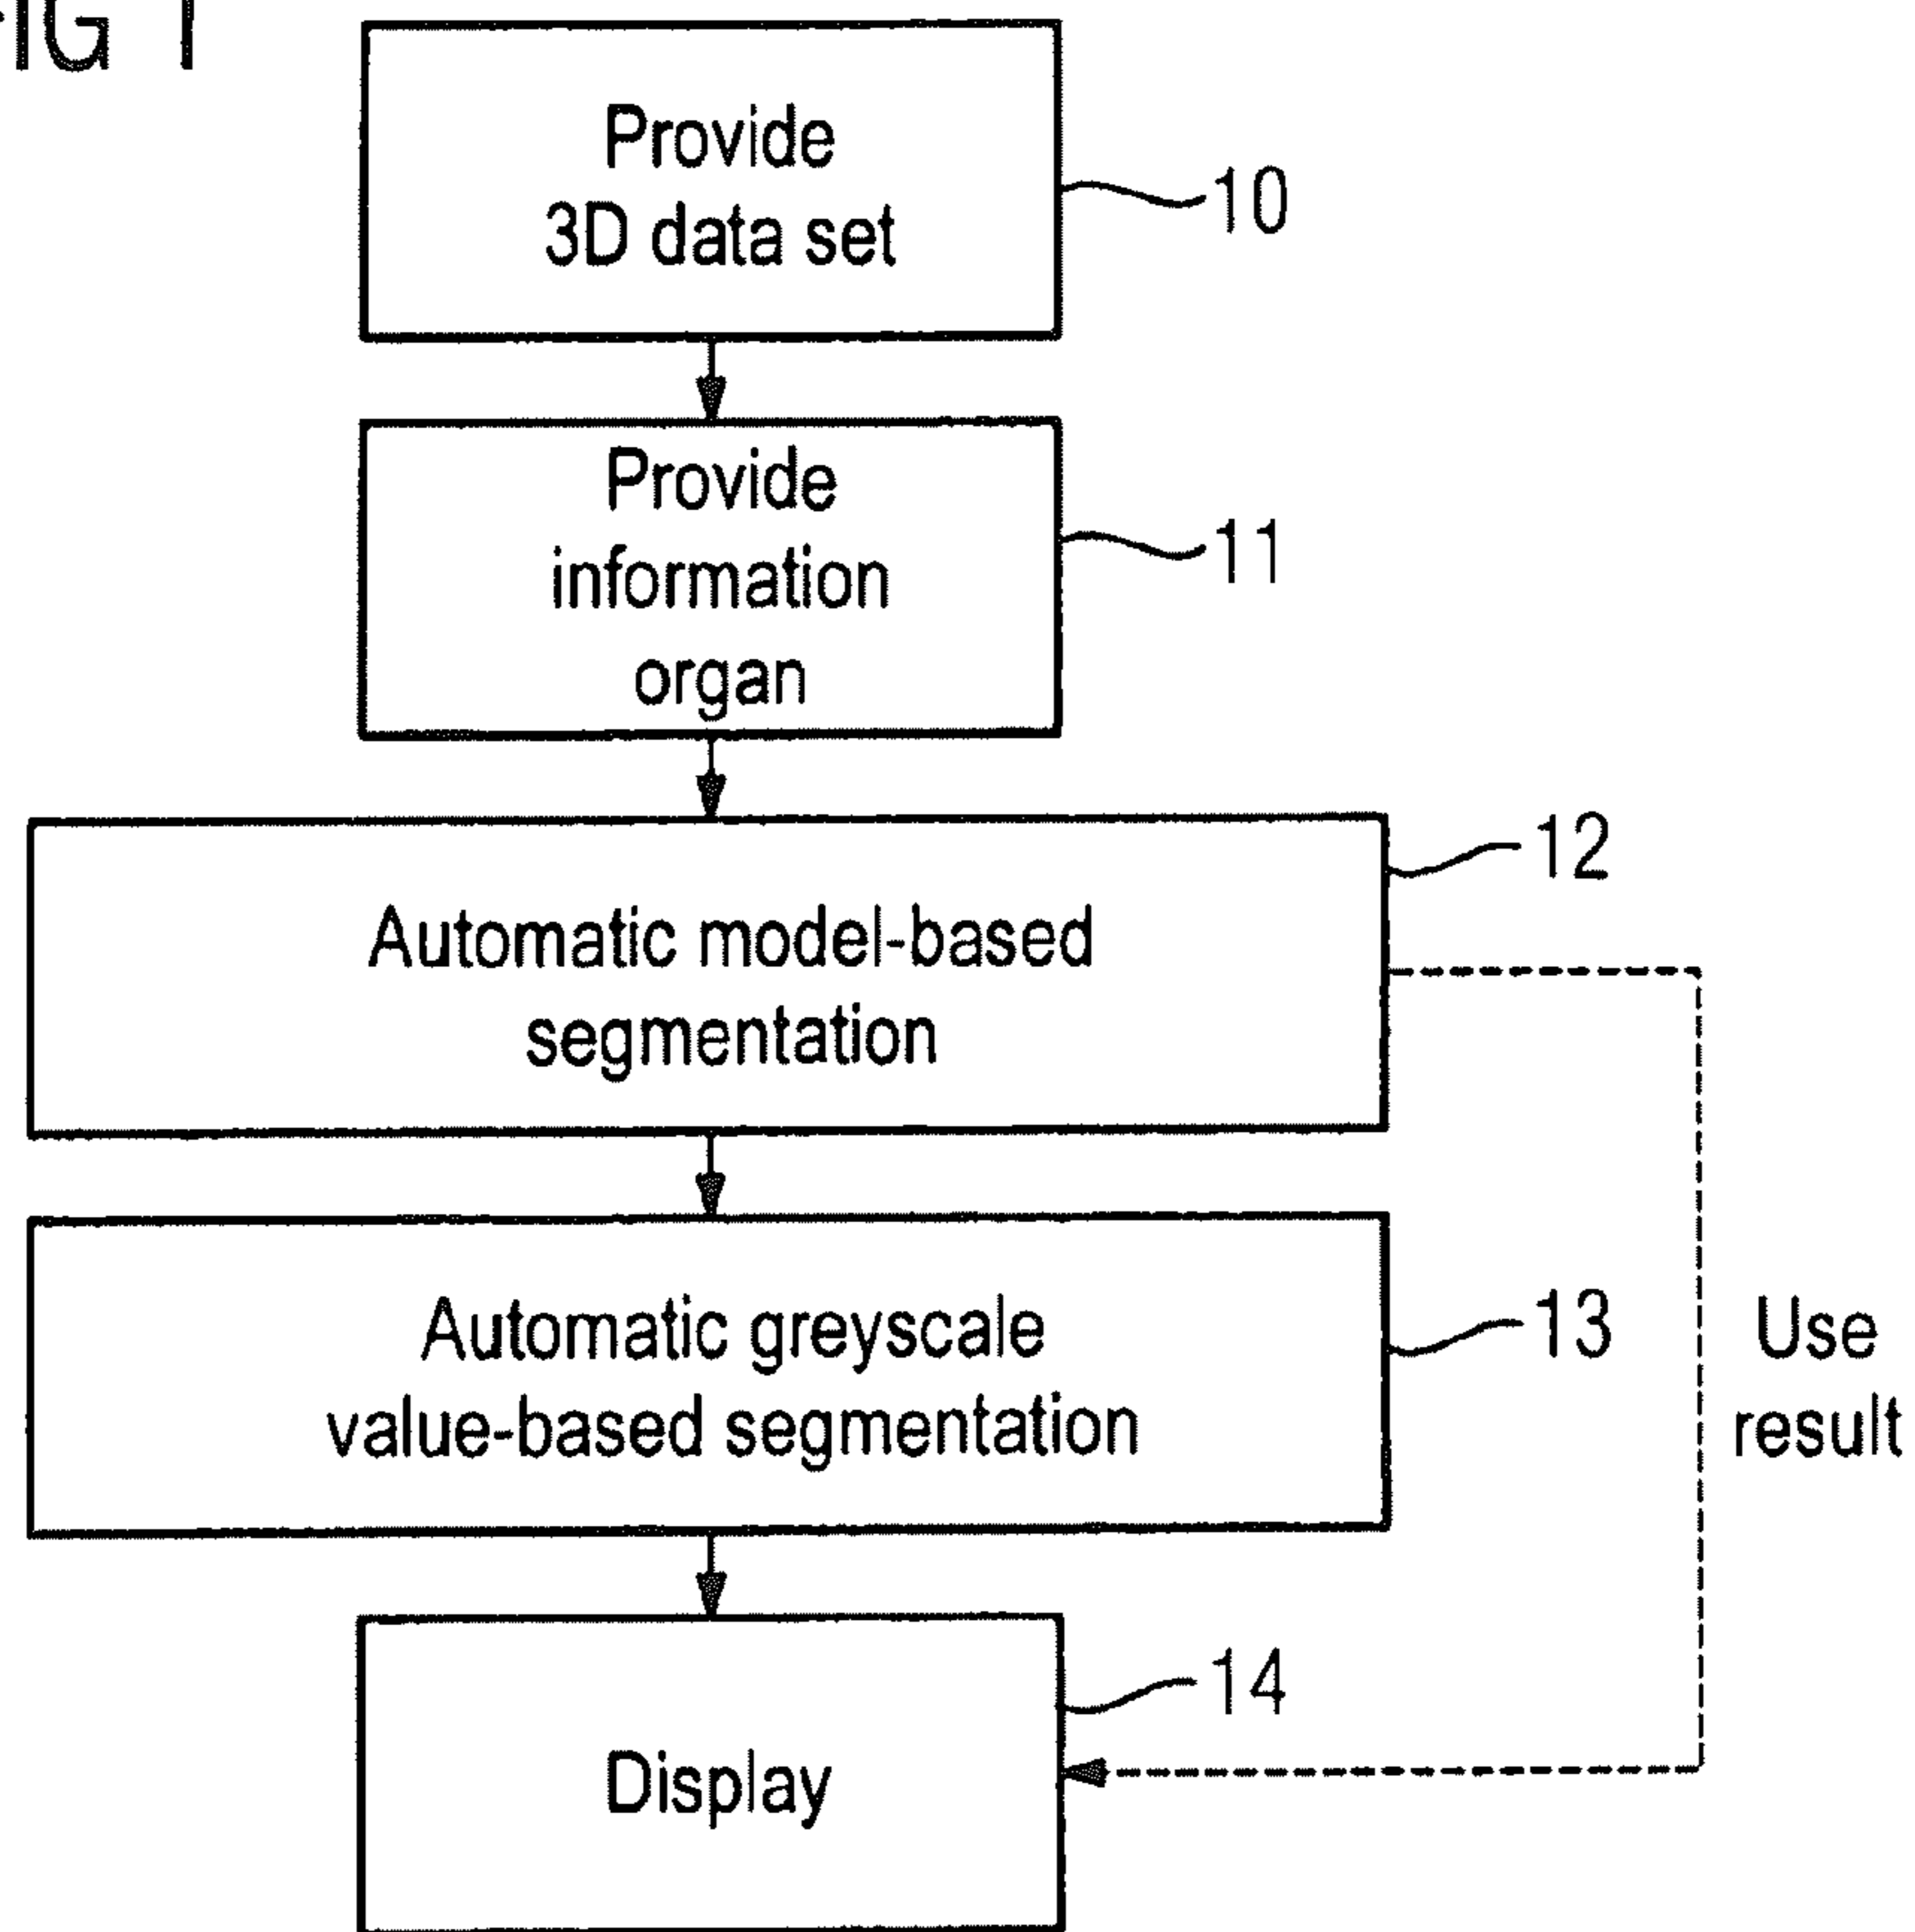 FIG 1
Provide
3D data set
10
Provide
information
organ
11
Automatic model-based
segmentation
12
Automatic greyscale
value-based segmentation
13
Use
result
Display
14